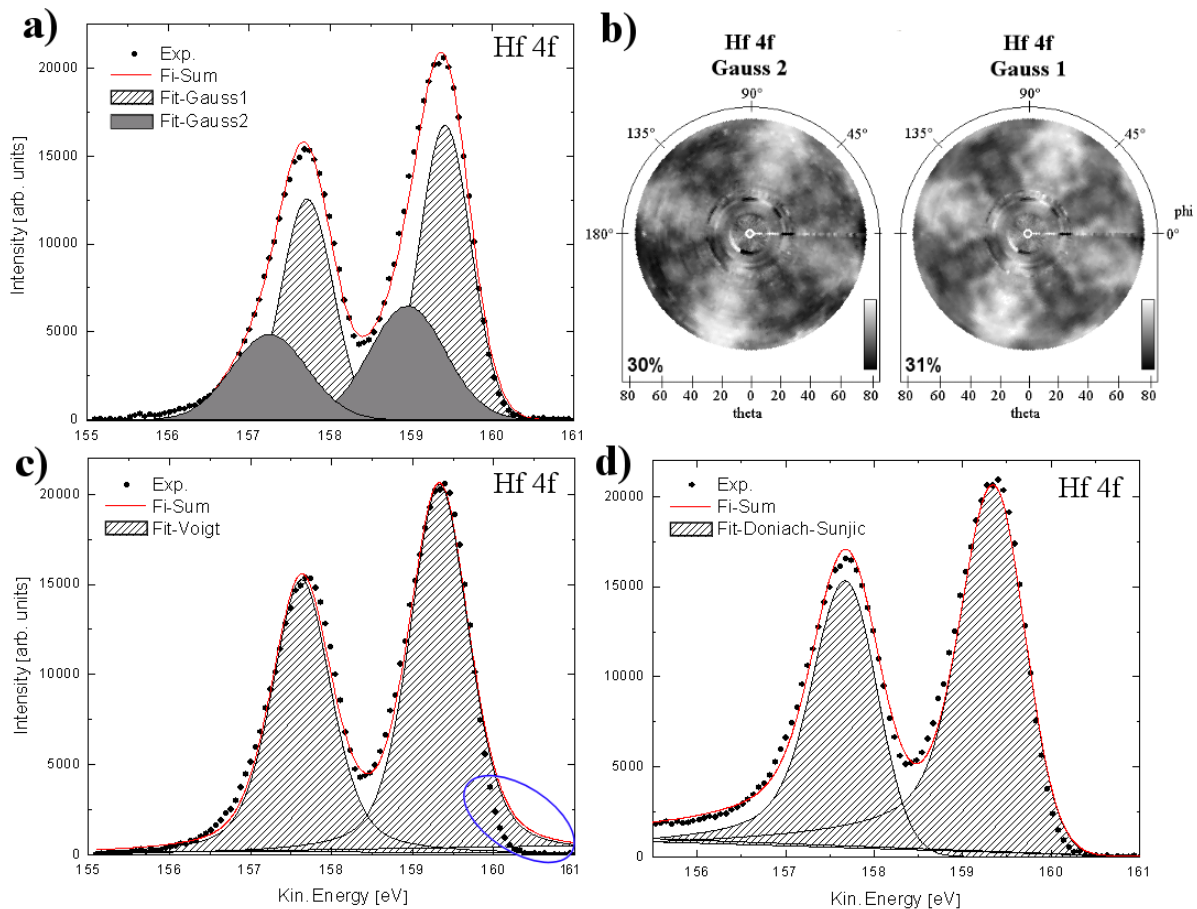 a)
Hf 4f
Exp.
Fi-Sum
Fit-Gauss1
Fit-Gauss2
Intensity [arb. units]
20000
15000
10000
5000
0
155 156 157 158 159 160 161
b)
Hf 4f
Gauss 2
90°
135° 45°
180°
30%
80 60 40 20 0 20 40 60 80
theta
Hf 4f
Gauss 1
90°
135° 45°
phi
0°
31%
80 60 40 20 0 20 40 60 80
theta
c)
Hf 4f
Exp.
Fi-Sum
Fit-Voigt
Intensity [arb. units]
20000
15000
10000
5000
0
155 156 157 158 159 160 161
Kin. Energy [eV]
d)
Hf 4f
Exp.
Fi-Sum
Fit-Doniach-Sunjic
20000
15000
10000
5000
0
156 157 158 159 160 161
Kin. Energy [eV]